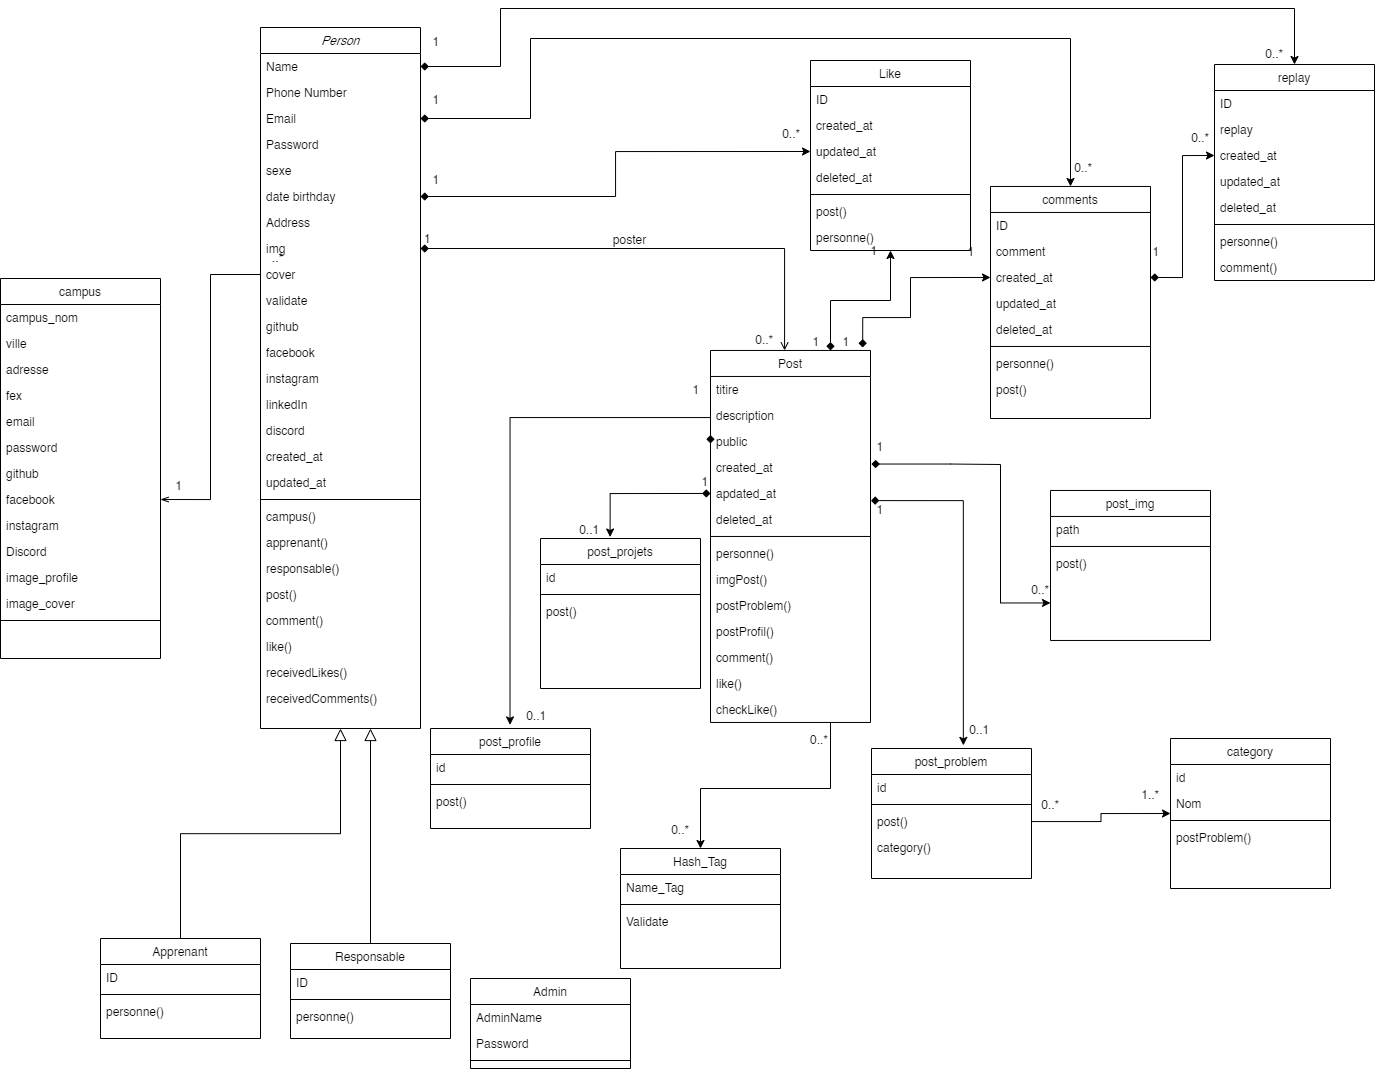 Person
Name
Phone Number
Email
Password
sexe
date birthday
Address
img
cover
validate
github
facebook
instagram
linkedIn
discord
created_at
updated_at
campus()
apprenant()
responsable()
post()
comment()
like()
receivedLikes()
receivedComments()
1
1
1
1
poster
0..*
0..*
0..*
0..*
campus
campus_nom
ville
adresse
fex
email
password
github
facebook
instagram
Discord
image_profile
image_cover
1
Like
ID
created_at
updated_at
deleted_at
post()
personne()
1
1
comments
ID
comment
created_at
updated_at
deleted_at
personne()
post()
1
0..*
replay
ID
replay
created_at
updated_at
deleted_at
personne()
comment()
1
1
Post
titire
description
public
created_at
apdated_at
deleted_at
personne()
imgPost()
postProblem()
postProfil()
comment()
like()
checkLike()
1
1
1
1
0..1
post_projets
id
post()
0..1
post_profile
id
post()
0..*
post_img
path
post()
0..1
post_problem
id
post()
category()
0..*
1..*
category
id
Nom
postProblem()
0..*
0..*
Hash_Tag
Name_Tag
Validate
Apprenant
ID
personne()
Responsable
ID
personne()
Admin
AdminName
Password